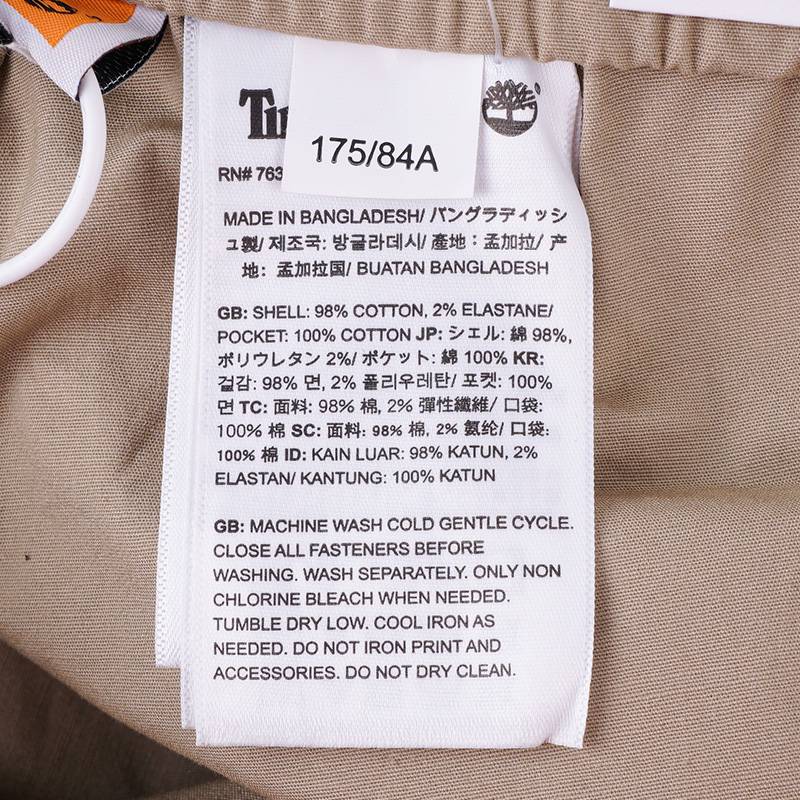 175/84A
RN# 763
MADE IN BANGLADESH/ バングラディッシ
ュ製/ 제조국: 방글라데시/ 產地：孟加拉/ 产
地：孟加拉国/ BUATAN BANGLADESH
GB: SHELL: 98% COTTON, 2% ELASTANE/
POCKET: 100% COTTON JP: シェル: 綿 98%,
ポリウレタン 2%/ ポケット: 綿 100% KR:
겉감: 98% 면, 2% 폴리우레탄/ 포켓: 100%
면 TC: 面料: 98% 棉, 2% 彈性纖維/ 口袋:
100% 棉 SC: 面料: 98% 棉, 2% 氨纶/ 口袋:
100% 棉 ID: KAIN LUAR: 98% KATUN, 2%
ELASTAN/ KANTUNG: 100% KATUN
GB: MACHINE WASH COLD GENTLE CYCLE.
CLOSE ALL FASTENERS BEFORE
WASHING. WASH SEPARATELY. ONLY NON
CHLORINE BLEACH WHEN NEEDED.
TUMBLE DRY LOW. COOL IRON AS
NEEDED. DO NOT IRON PRINT AND
ACCESSORIES. DO NOT DRY CLEAN.